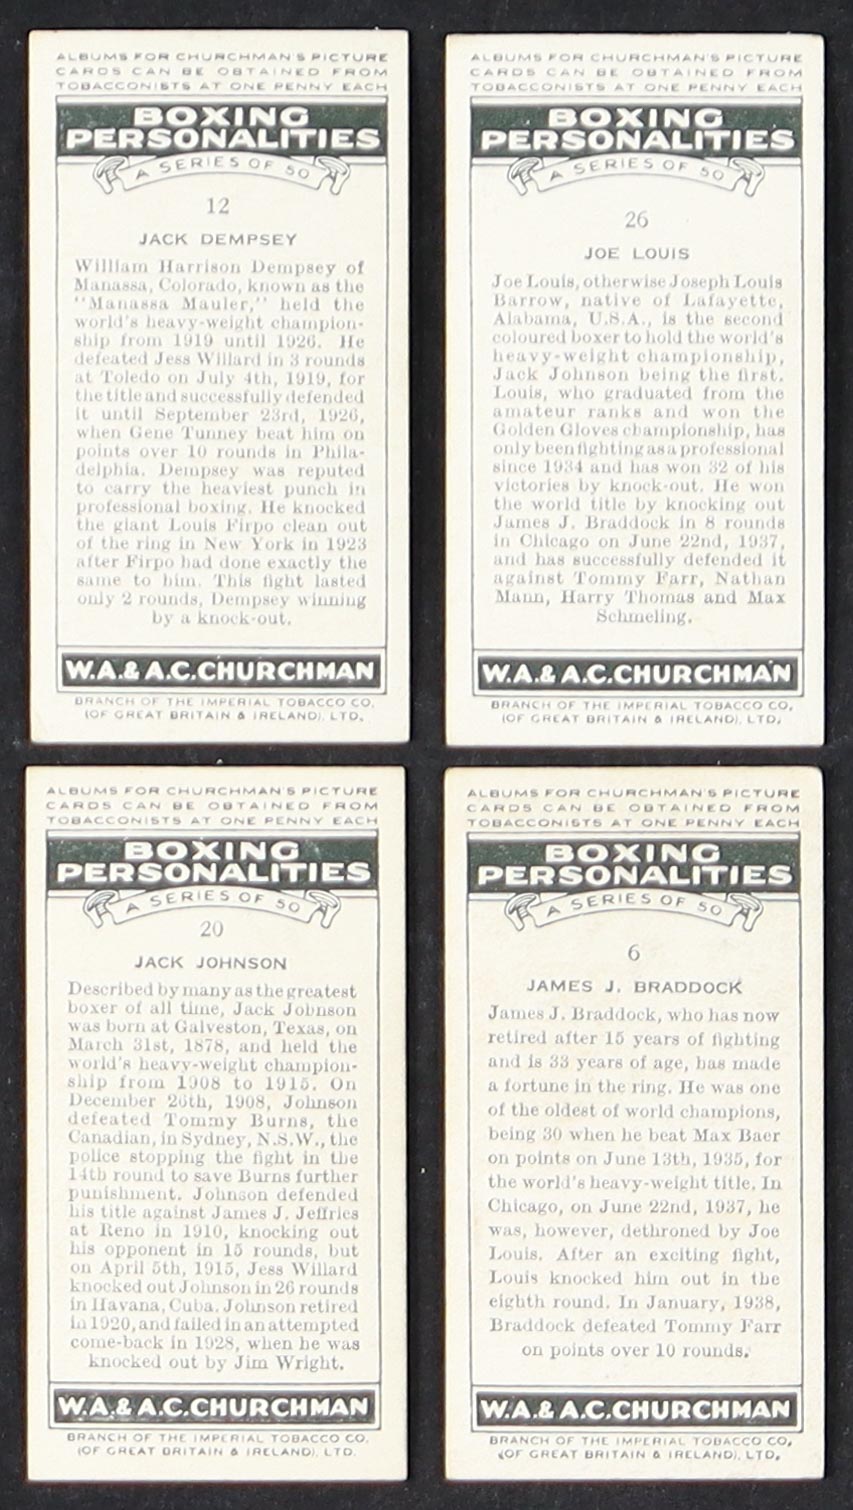 ALBUMS FOR CHURCHMAN'S PICTURE
CARDS CAN BE OBTAINED FROM
TOBACCONISTS AT ONE PENNY EACH
BOXING
PERSONALITIES
A SERIES OF 50
12
JACK DEMPSEY
William Harrison Dempsey of
Manassa, Colorado, known as the
"Manassa Mauler," held the
world's heavy-weight champion-
ship from 1919 until 1926. He
defeated Jess Willard in 3 rounds
at Toledo on July 4th, 1919, for
the title and successfully defended
it until September 23rd, 1926,
when Gene Tunney beat him on
points over 10 rounds in Phila-
delphia. Dempsey was reputed
to carry the heaviest punch in
professional boxing. He knocked
the giant Louis Firpo clean out
of the ring in New York in 1923
after Firpo had done exactly the
same to him. This fight lasted
only 2 rounds, Dempsey winning
by a knock-out.
W.A. & A.C. CHURCHMAN
BRANCH OF THE IMPERIAL TOBACCO CO.
(OF GREAT BRITAIN & IRELAND), LTD.
ALBUMS FOR CHURCHMAN'S PICTURE
CARDS CAN BE OBTAINED FROM
TOBACCONISTS AT ONE PENNY EACH
BOXING
PERSONALITIES
A SERIES OF 50
26
JOE LOUIS
Joe Louis, otherwise Joseph Louis
Barrow, native of Lafayette,
Alabama, U.S.A., is the second
coloured boxer to hold the world's
heavy-weight championship,
Jack Johnson being the first.
Louis, who graduated from the
amateur ranks and won the
Golden Gloves championship, has
only been fighting as a professional
since 1934 and has won 32 of his
victories by knock-out. He won
the world title by knocking out
James J. Braddock in 8 rounds
in Chicago on June 22nd, 1937,
and has successfully defended it
against Tommy Farr, Nathan
Mann, Harry Thomas and Max
Schmeling.
W.A. & A.C. CHURCHMAN
BRANCH OF THE IMPERIAL TOBACCO CO.
(OF GREAT BRITAIN & IRELAND), LTD.
ALBUMS FOR CHURCHMAN'S PICTURE
CARDS CAN BE OBTAINED FROM
TOBACCONISTS AT ONE PENNY EACH
BOXING
PERSONALITIES
A SERIES OF 50
20
JACK JOHNSON
Described by many as the greatest
boxer of all time, Jack Johnson
was born at Galveston, Texas, on
March 31st, 1878, and held the
world's heavy-weight champion-
ship from 1908 to 1915. On
December 26th, 1908, Johnson
defeated Tommy Burns, the
Canadian, in Sydney, N.S.W., the
police stopping the fight in the
14th round to save Burns further
punishment. Johnson defended
his title against James J. Jeffries
at Reno in 1910, knocking out
his opponent in 15 rounds, but
on April 5th, 1915, Jess Willard
knocked out Johnson in 26 rounds
in Havana, Cuba. Johnson retired
in 1920, and failed in an attempted
come-back in 1928, when he was
knocked out by Jim Wright.
W.A. & A.C. CHURCHMAN
BRANCH OF THE IMPERIAL TOBACCO CO.
(OF GREAT BRITAIN & IRELAND), LTD.
ALBUMS FOR CHURCHMAN'S PICTURE
CARDS CAN BE OBTAINED FROM
TOBACCONISTS AT ONE PENNY EACH
BOXING
PERSONALITIES
A SERIES OF 50
6
JAMES J. BRADDOCK
James J. Braddock, who has now
retired after 15 years of fighting
and is 33 years of age, has made
a fortune in the ring. He was one
of the oldest of world champions,
being 30 when he beat Max Baer
on points on June 13th, 1935, for
the world's heavy-weight title. In
Chicago, on June 22nd, 1937, he
was, however, dethroned by Joe
Louis. After an exciting fight,
Louis knocked him out in the
eighth round. In January, 1938,
Braddock defeated Tommy Farr
on points over 10 rounds.
W.A. & A.C. CHURCHMAN
BRANCH OF THE IMPERIAL TOBACCO CO.
(OF GREAT BRITAIN & IRELAND), LTD.